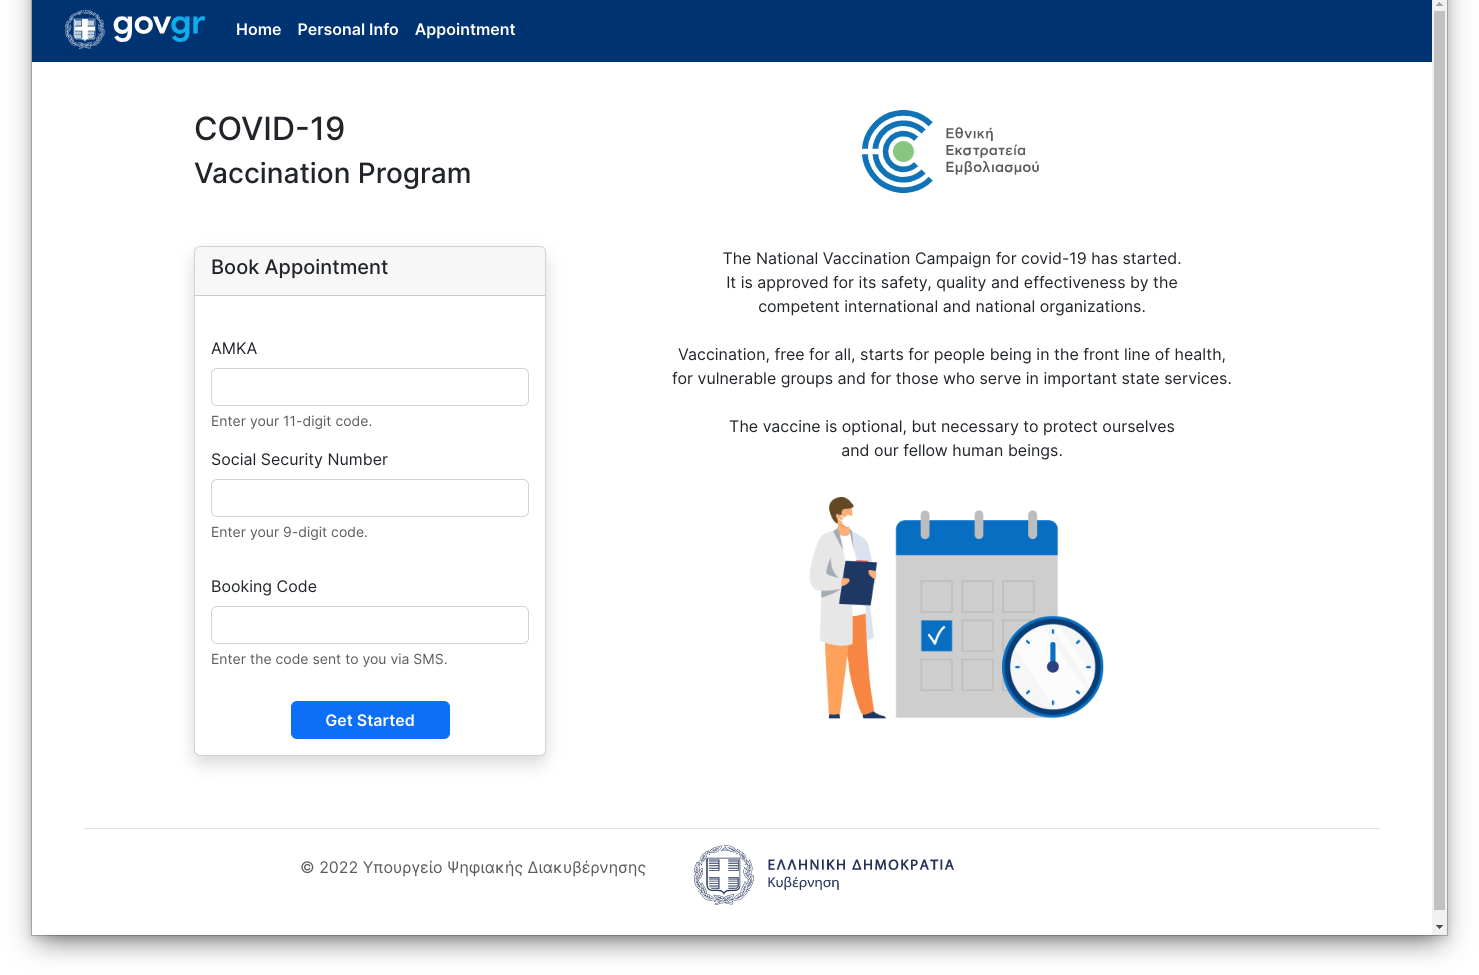 govgr Home Personal Info Appointment
COVID-19
Vaccination Program
Εθνική
Εκστρατεία
Εμβολιασμού
Book Appointment
AMKA
Enter your 11-digit code.
Social Security Number
Enter your 9-digit code.
Booking Code
Enter the code sent to you via SMS.
Get Started
The National Vaccination Campaign for covid-19 has started.
It is approved for its safety, quality and effectiveness by the
competent international and national organizations.
Vaccination, free for all, starts for people being in the front line of health,
for vulnerable groups and for those who serve in important state services.
The vaccine is optional, but necessary to protect ourselves
and our fellow human beings.
© 2022 Υπουργείο Ψηφιακής Διακυβέρνησης
ΕΛΛΗΝΙΚΗ ΔΗΜΟΚΡΑΤΙΑ
Κυβέρνηση